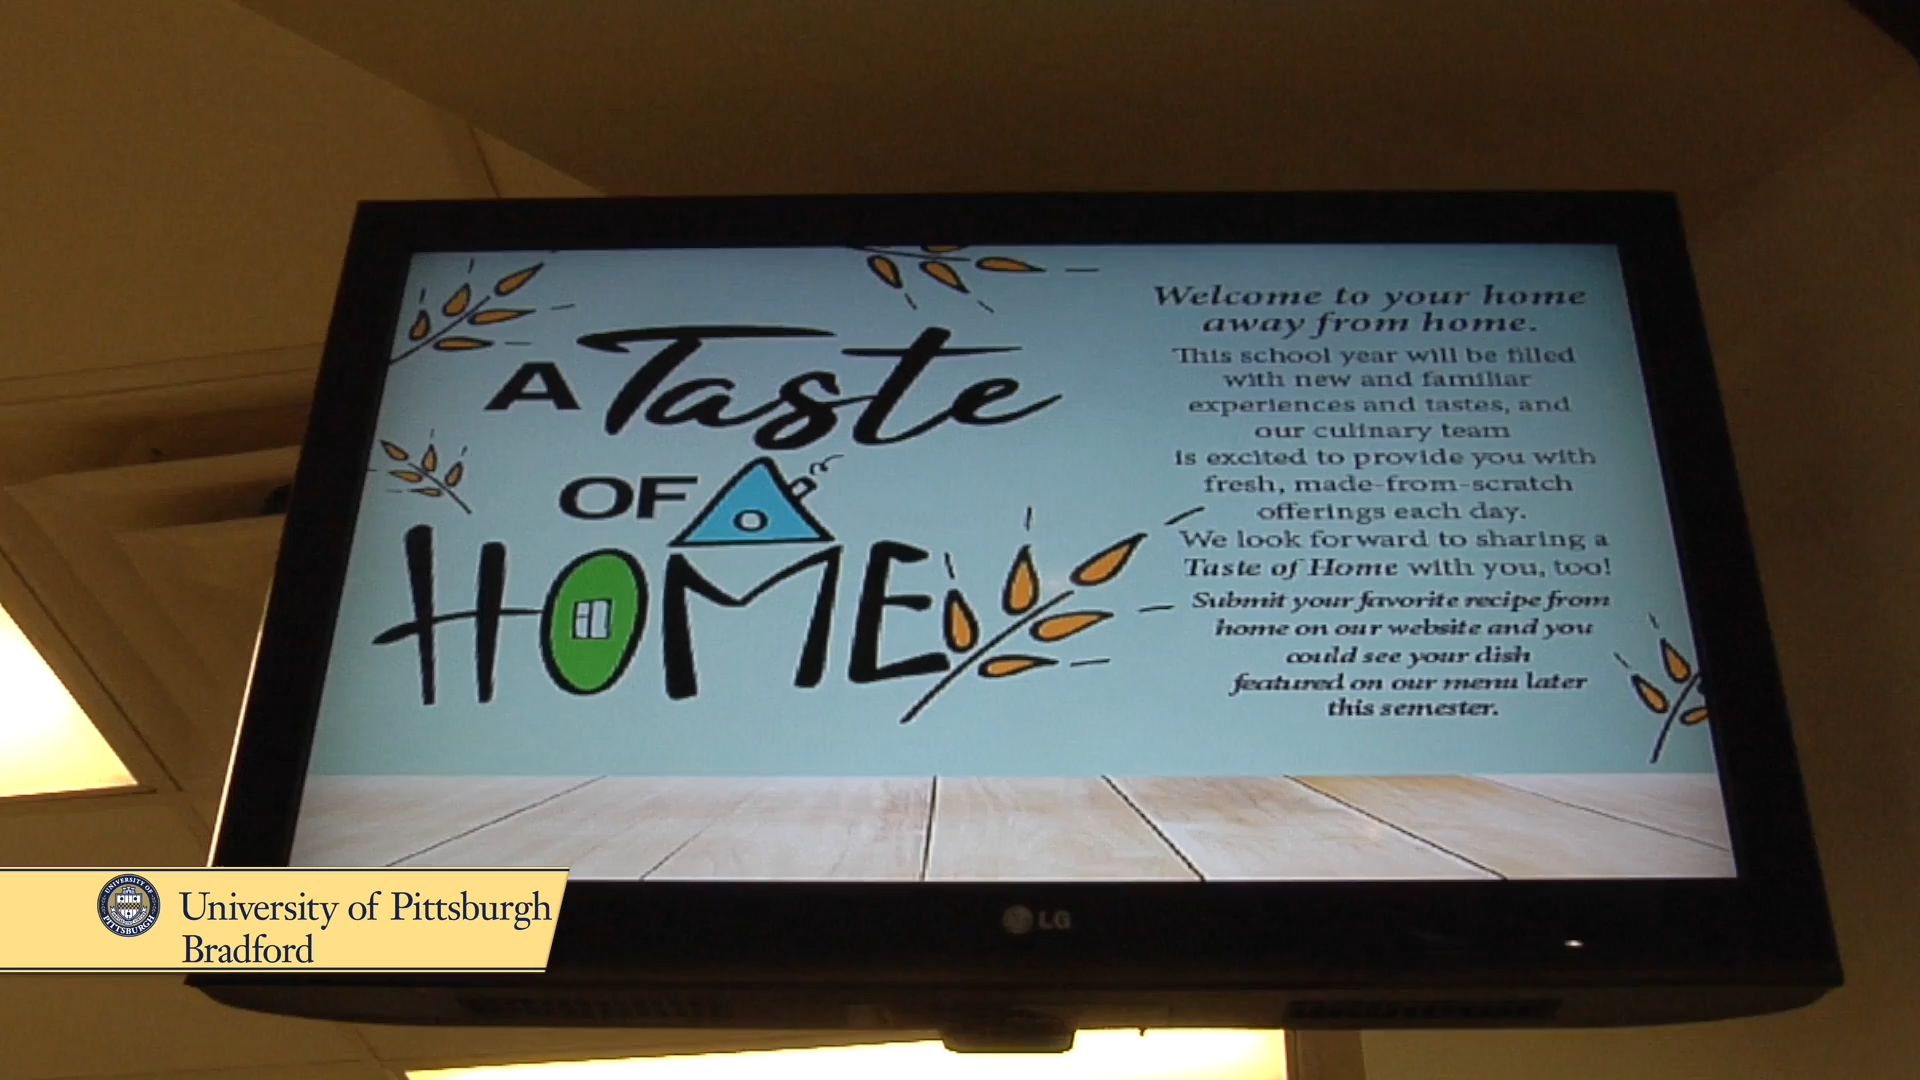 A Taste
OF
HOME
Welcome to your home
away from home.
This school year will be filled
with new and familiar
experiences and tastes, and
our culinary team
is excited to provide you with
fresh, made-from-scratch
offerings each day.
We look forward to sharing a
Taste of Home with you, too!
Submit your favorite recipe from
home on our website and you
could see your dish
featured on our menu later
this semester.
LG
UNIVERSITY OF
PITTSBURGH
University of Pittsburgh
Bradford